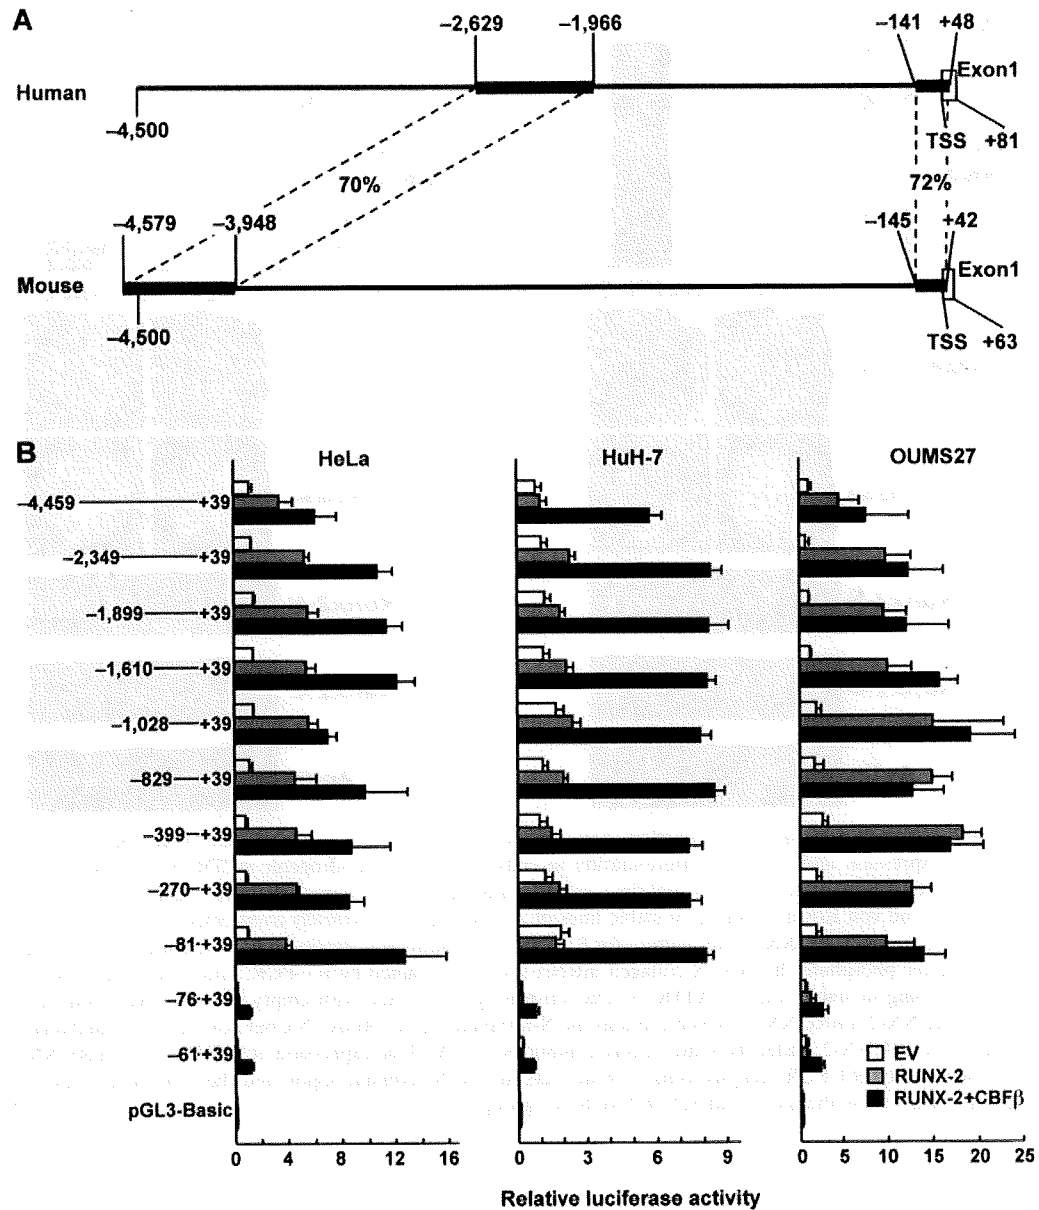 A
–2,629 –1,966 –141 +48
Human
Exon1
–4,500
TSS +81
70%
72%
–4,579 –3,948 –145 +42
Mouse
Exon1
–4,500
TSS +63
B
HeLa HuH-7 OUMS27
–4,459 +39
–2,349 +39
–1,899 +39
–1,610 +39
–1,028 +39
–829 +39
–399 +39
–270 +39
–81 +39
–76 +39
–61 +39
pGL3-Basic
EV
RUNX-2
RUNX-2+CBFβ
0 4 8 12 16 0 3 6 9 0 5 10 15 20 25
Relative luciferase activity